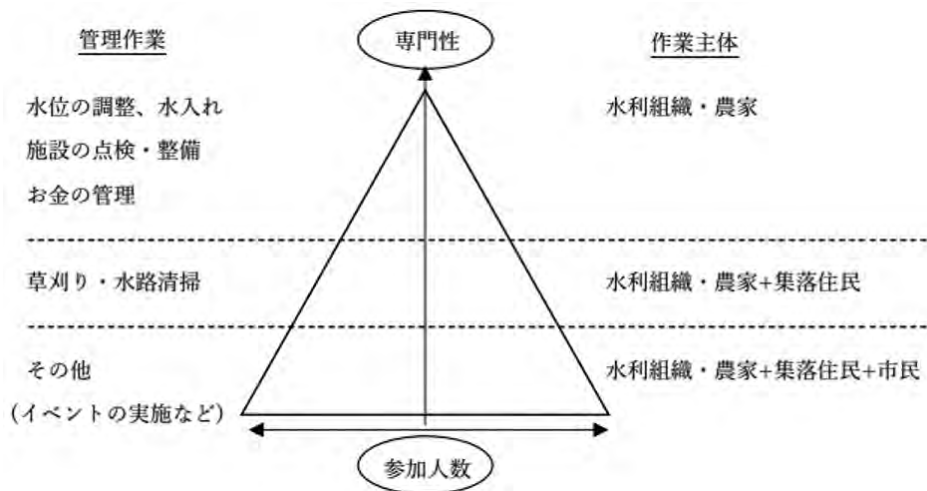 管理作業
専門性
作業主体
水位の調整、水入れ
水利組織・農家
施設の点検・整備
お金の管理
草刈り・水路清掃
水利組織・農家+集落住民
その他
水利組織・農家+集落住民+市民
(イベントの実施など)
参加人数